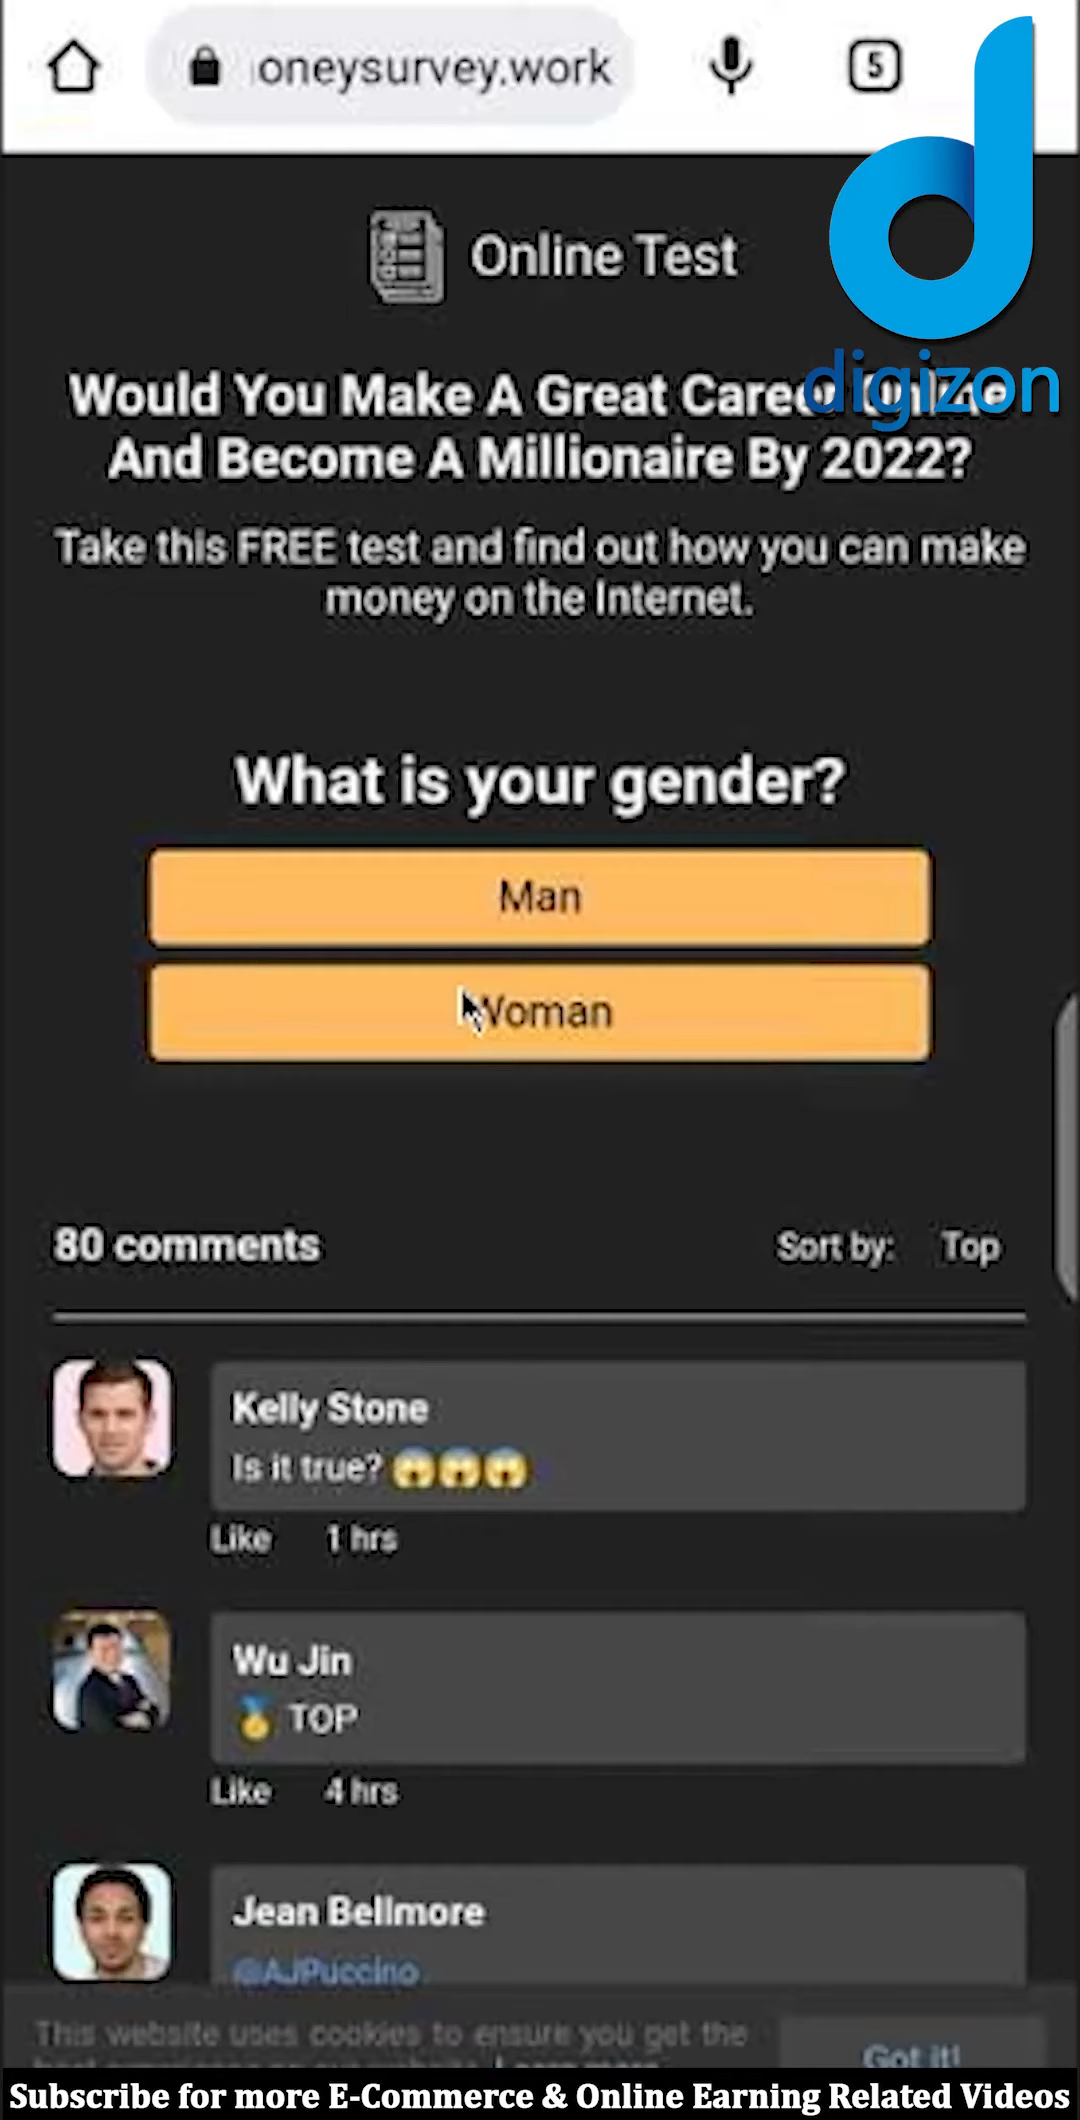 oneysurvey.work
5
Online Test
digizon
Would You Make A Great Career Online
And Become A Millionaire By 2022?
Take this FREE test and find out how you can make
money on the Internet.
What is your gender?
Man
Woman
80 comments
Sort by: Top
Kelly Stone
Is it true? 😱😱😱
Like 1 hrs
Wu Jin
🏅 TOP
Like 4 hrs
Jean Bellmore
@AJPuccino
This website uses cookies to ensure you get the
Got it!
Subscribe for more E-Commerce & Online Earning Related Videos